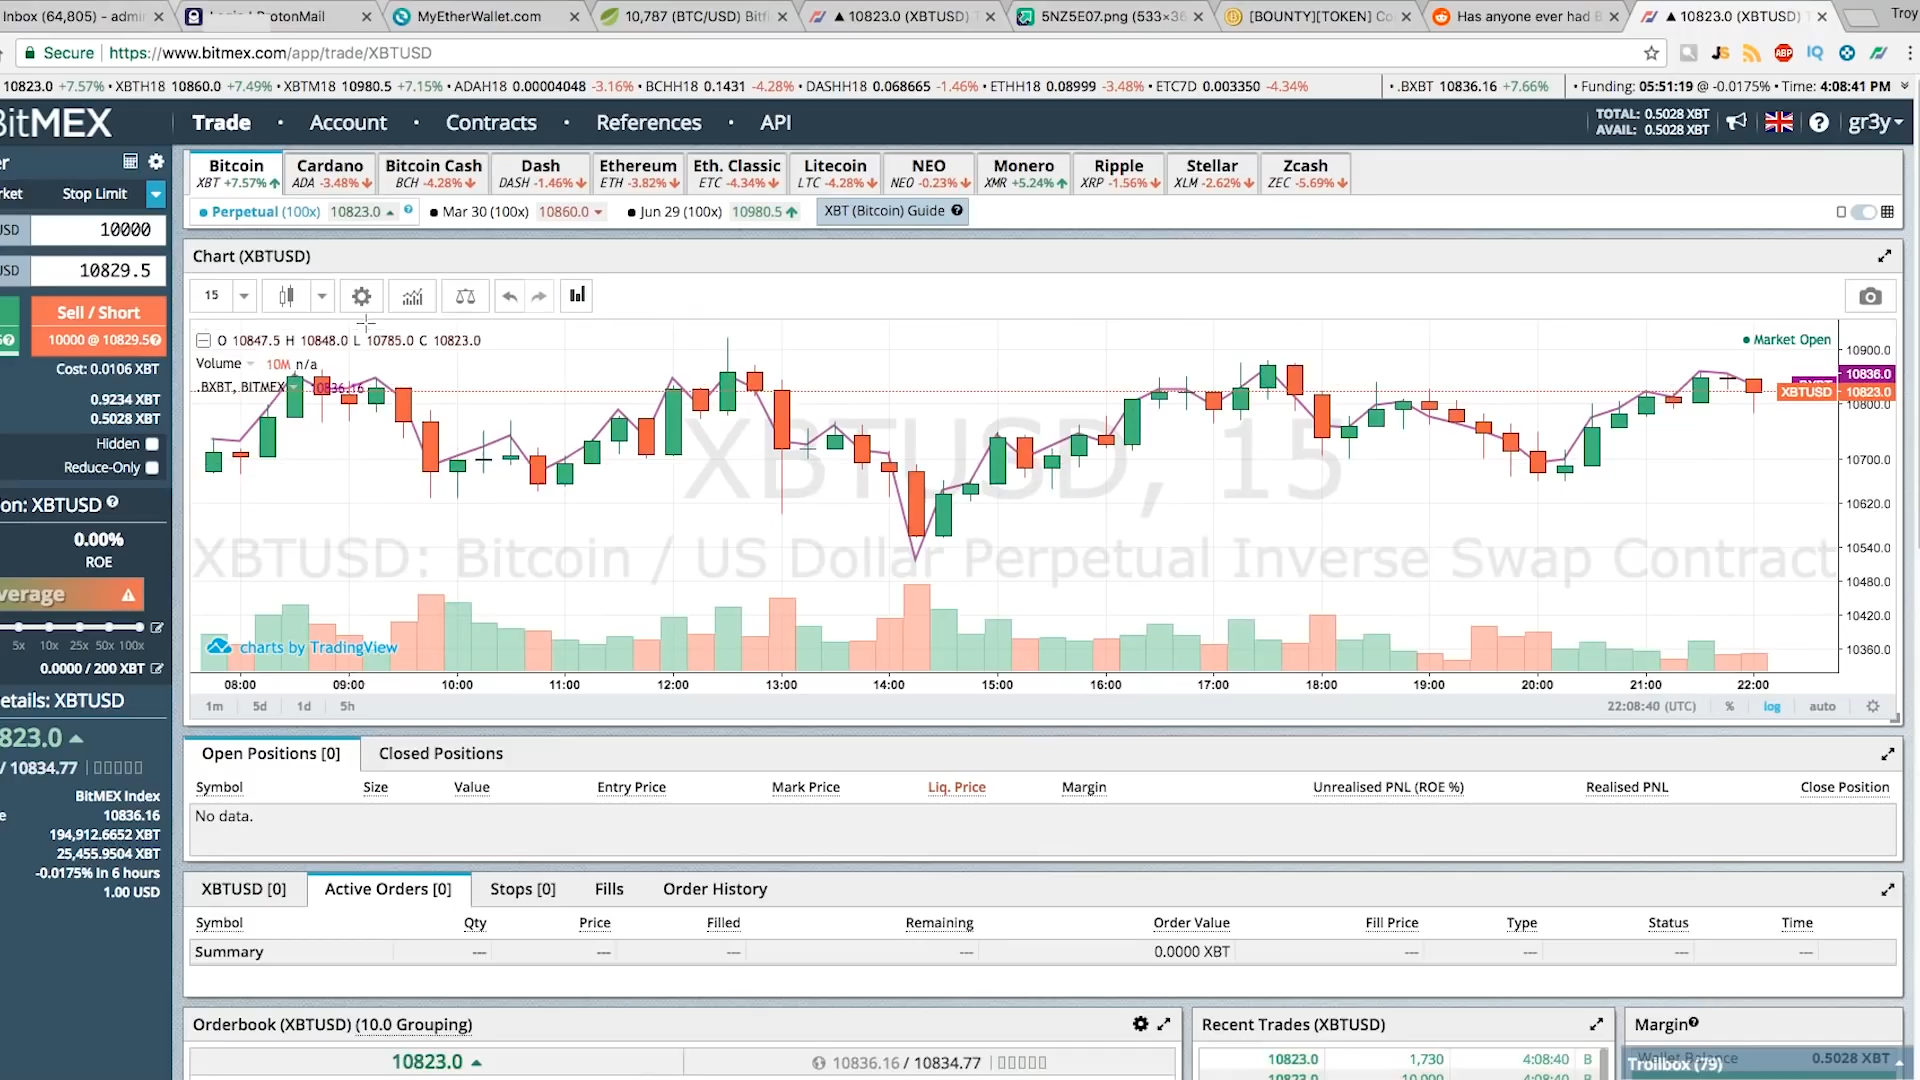 Inbox (64,805) - admi
ProtonMail
MyEtherWallet.com
10,787 (BTC/USD) Bitfi
▲ 10823.0 (XBTUSD) T
5NZ5E07.png (533×36
[BOUNTY][TOKEN] Co
Has anyone ever had B
▲ 10823.0 (XBTUSD) T
Troy
Secure https://www.bitmex.com/app/trade/XBTUSD
10823.0 +7.57% • XBTH18 10860.0 +7.49% • XBTM18 10980.5 +7.15% • ADAH18 0.00004048 -3.16% • BCHH18 0.1431 -4.28% • DASHH18 0.068665 -1.46% • ETHH18 0.08999 -3.48% • ETC7D 0.003350 -4.34% • .BXBT 10836.16 +7.66% • Funding: 05:51:19 @ -0.0175% • Time: 4:08:41 PM
BitMEX Trade • Account • Contracts • References • API
TOTAL: 0.5028 XBT
AVAIL: 0.5028 XBT
gr3y
er
rket Stop Limit
USD 10000
USD 10829.5
Sell / Short
10000 @ 10829.5
Cost: 0.0106 XBT
0.9234 XBT
0.5028 XBT
Hidden
Reduce-Only
on: XBTUSD
0.00%
ROE
verage
5x 10x 25x 50x 100x
0.0000 / 200 XBT
etails: XBTUSD
823.0
/ 10834.77
BitMEX Index
e 10836.16
194,912.6652 XBT
25,455.9504 XBT
-0.0175% In 6 hours
1.00 USD
Bitcoin Cardano Bitcoin Cash Dash Ethereum Eth. Classic Litecoin NEO Monero Ripple Stellar Zcash
XBT +7.57% ADA -3.48% BCH -4.28% DASH -1.46% ETH -3.82% ETC -4.34% LTC -4.28% NEO -0.23% XMR +5.24% XRP -1.56% XLM -2.62% ZEC -5.69%
Perpetual (100x) 10823.0 Mar 30 (100x) 10860.0 Jun 29 (100x) 10980.5 XBT (Bitcoin) Guide
Chart (XBTUSD)
15
O 10847.5 H 10848.0 L 10785.0 C 10823.0
Volume 10M n/a
.BXBT, BITMEX 10836.16
Market Open
XBTUSD, 15
XBTUSD: Bitcoin / US Dollar Perpetual Inverse Swap Contract
10900.0
10836.0
XBTUSD 10823.0
10800.0
10700.0
10620.0
10540.0
10480.0
10420.0
10360.0
charts by TradingView
08:00 09:00 10:00 11:00 12:00 13:00 14:00 15:00 16:00 17:00 18:00 19:00 20:00 21:00 22:00
1m 5d 1d 5h 22:08:40 (UTC) % log auto
Open Positions [0] Closed Positions
Symbol Size Value Entry Price Mark Price Liq. Price Margin Unrealised PNL (ROE %) Realised PNL Close Position
No data.
XBTUSD [0] Active Orders [0] Stops [0] Fills Order History
Symbol Qty Price Filled Remaining Order Value Fill Price Type Status Time
Summary --- --- --- --- 0.0000 XBT --- --- --- ---
Orderbook (XBTUSD) (10.0 Grouping)
10823.0 10836.16 / 10834.77
Recent Trades (XBTUSD)
10823.0 1,730 4:08:40 B
10823.0 10,000 4:08:40 B
Margin
Wallet Balance 0.5028 XBT
Trollbox (79)